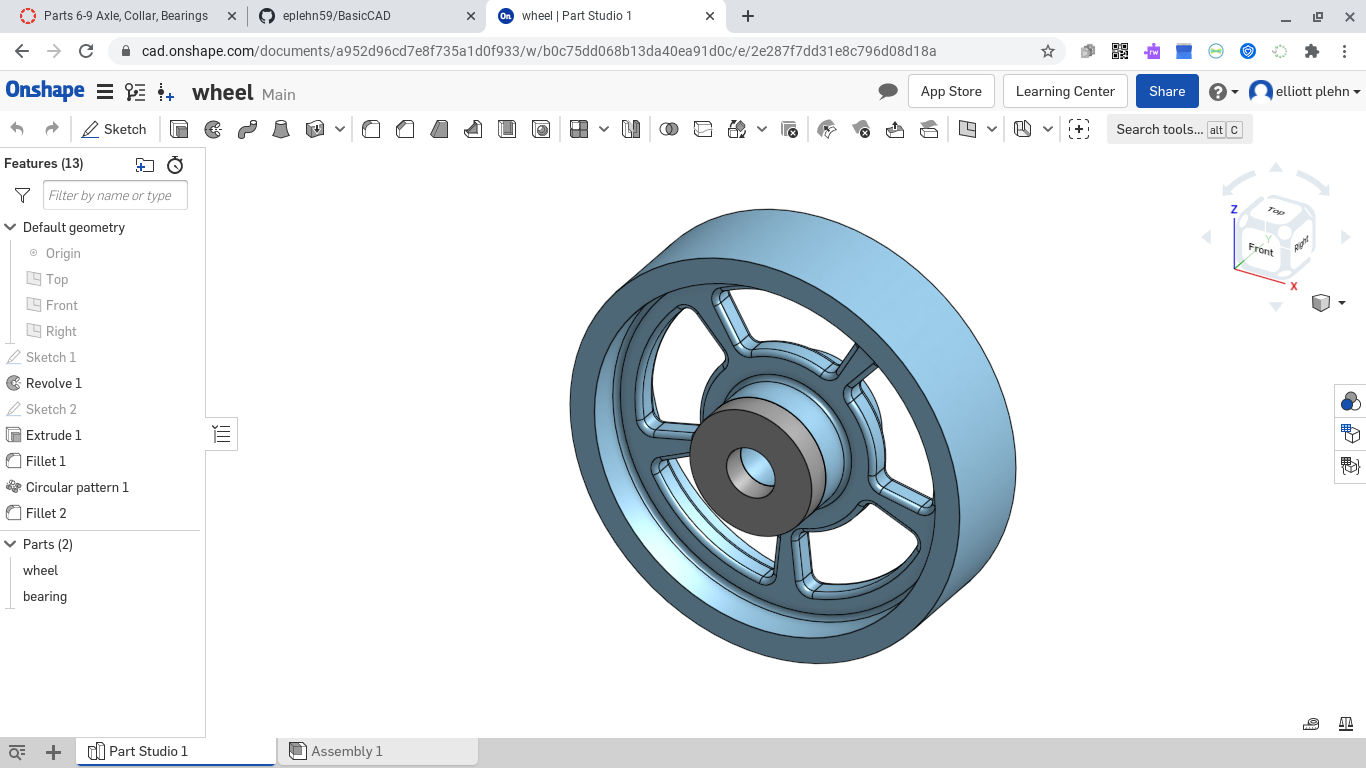 Parts 6-9 Axle, Collar, Bearings
eplehn59/BasicCAD
On
wheel | Part Studio 1
cad.onshape.com/documents/a952d96cd7e8f735a1d0f933/w/b0c75dd068b13da40ea91d0c/e/2e287f7dd31e8c796d08d18a
rw
Onshape
wheel Main
App Store
Learning Center
Share
elliott plehn
Sketch
Search tools... alt C
Features (13)
Filter by name or type
Default geometry
Origin
Top
Front
Right
Sketch 1
Revolve 1
Sketch 2
Extrude 1
Fillet 1
Circular pattern 1
Fillet 2
Parts (2)
wheel
bearing
Z
Top
Y
Front
Right
X
Part Studio 1
Assembly 1